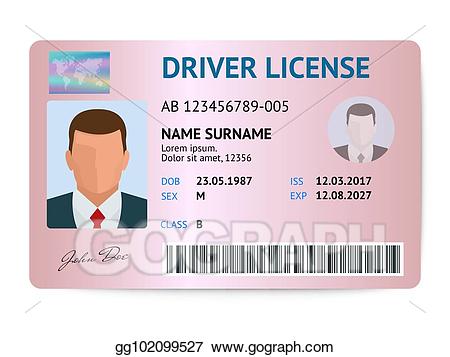 DRIVER LICENSE
AB 123456789-005
NAME SURNAME
Lorem ipsum.
Dolor sit amet, 12356
DOB 23.05.1987 ISS 12.03.2017
SEX M EXP 12.08.2027
CLASS B
John Doe
GOGRAPH
gg102099527 www.gograph.com